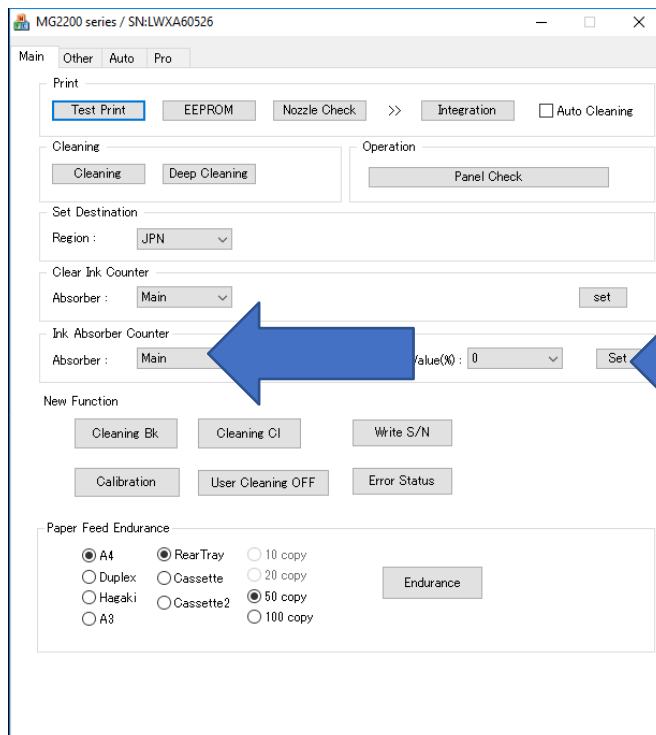 MG2200 series / SN:LWXA60526
Main Other Auto Pro
Print
Test Print EEPROM Nozzle Check >> Integration Auto Cleaning
Cleaning Operation
Cleaning Deep Cleaning Panel Check
Set Destination
Region : JPN
Clear Ink Counter
Absorber : Main set
Ink Absorber Counter
Absorber : Main Value(%) : 0 Set
New Function
Cleaning Bk Cleaning Cl Write S/N
Calibration User Cleaning OFF Error Status
Paper Feed Endurance
A4 RearTray 10 copy
Duplex Cassette 20 copy
Hagaki Cassette2 50 copy
A3 100 copy
Endurance